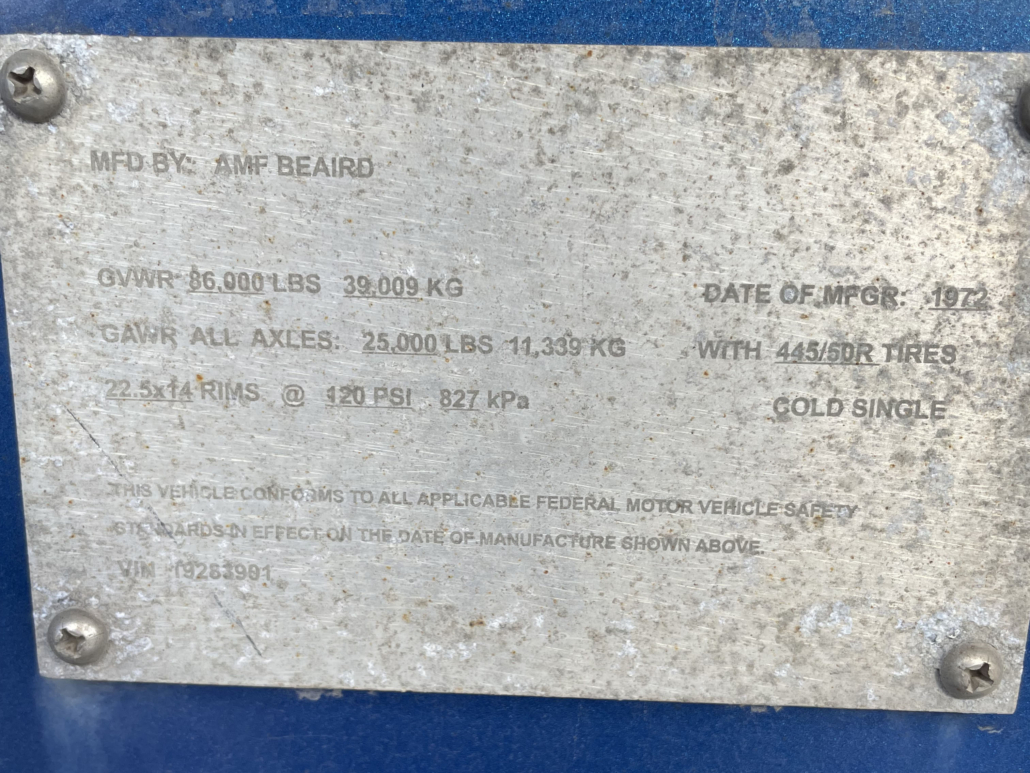 MFD BY: AMF BEAIRD
GVWR 86,000 LBS 39,009 KG DATE OF MFGR: 1972
GAWR ALL AXLES: 25,000 LBS 11,339 KG WITH 445/50R TIRES
22.5x14 RIMS @ 120 PSI 827 kPa COLD SINGLE
THIS VEHICLE CONFORMS TO ALL APPLICABLE FEDERAL MOTOR VEHICLE SAFETY
STANDARDS IN EFFECT ON THE DATE OF MANUFACTURE SHOWN ABOVE.
VIN